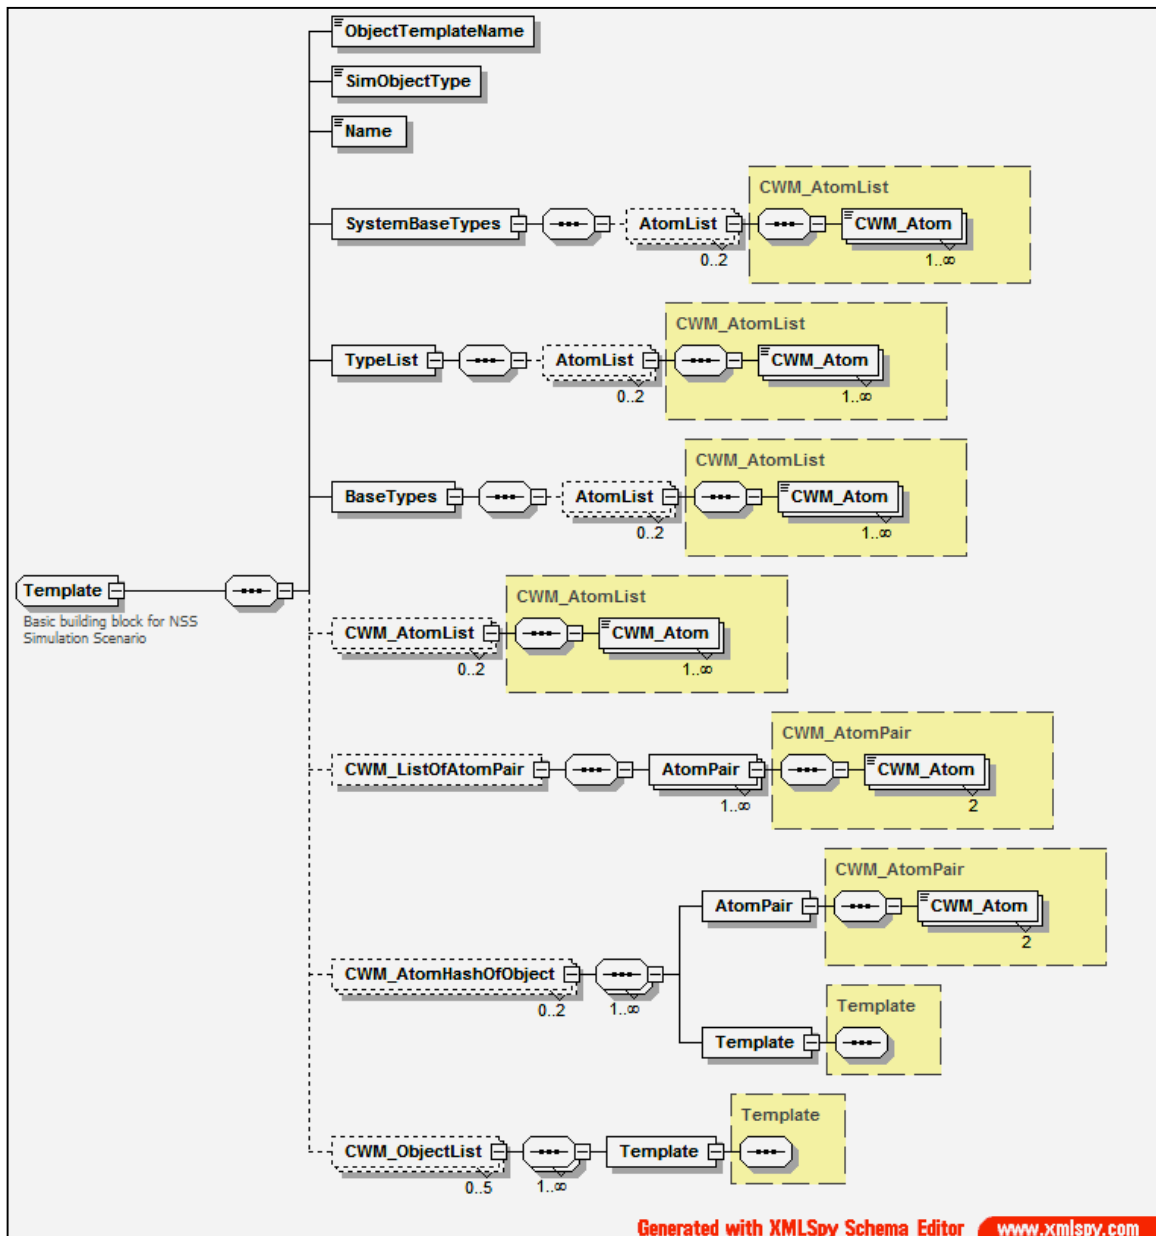 ObjectTemplateName
SimObjectType
Name
CWM_AtomList
SystemBaseTypes
AtomList
CWM_Atom
0..2
1..∞
CWM_AtomList
TypeList
AtomList
CWM_Atom
0..2
1..∞
CWM_AtomList
BaseTypes
AtomList
CWM_Atom
0..2
1..∞
Template
Basic building block for NSS
Simulation Scenario
CWM_AtomList
CWM_AtomList
CWM_Atom
0..2
1..∞
CWM_AtomPair
CWM_ListOfAtomPair
AtomPair
CWM_Atom
1..∞
2
CWM_AtomPair
AtomPair
CWM_Atom
2
CWM_AtomHashOfObject
0..2
1..∞
Template
Template
Template
CWM_ObjectList
Template
0..5
1..∞
Generated with XMLSpy Schema Editor www.xmlspy.com